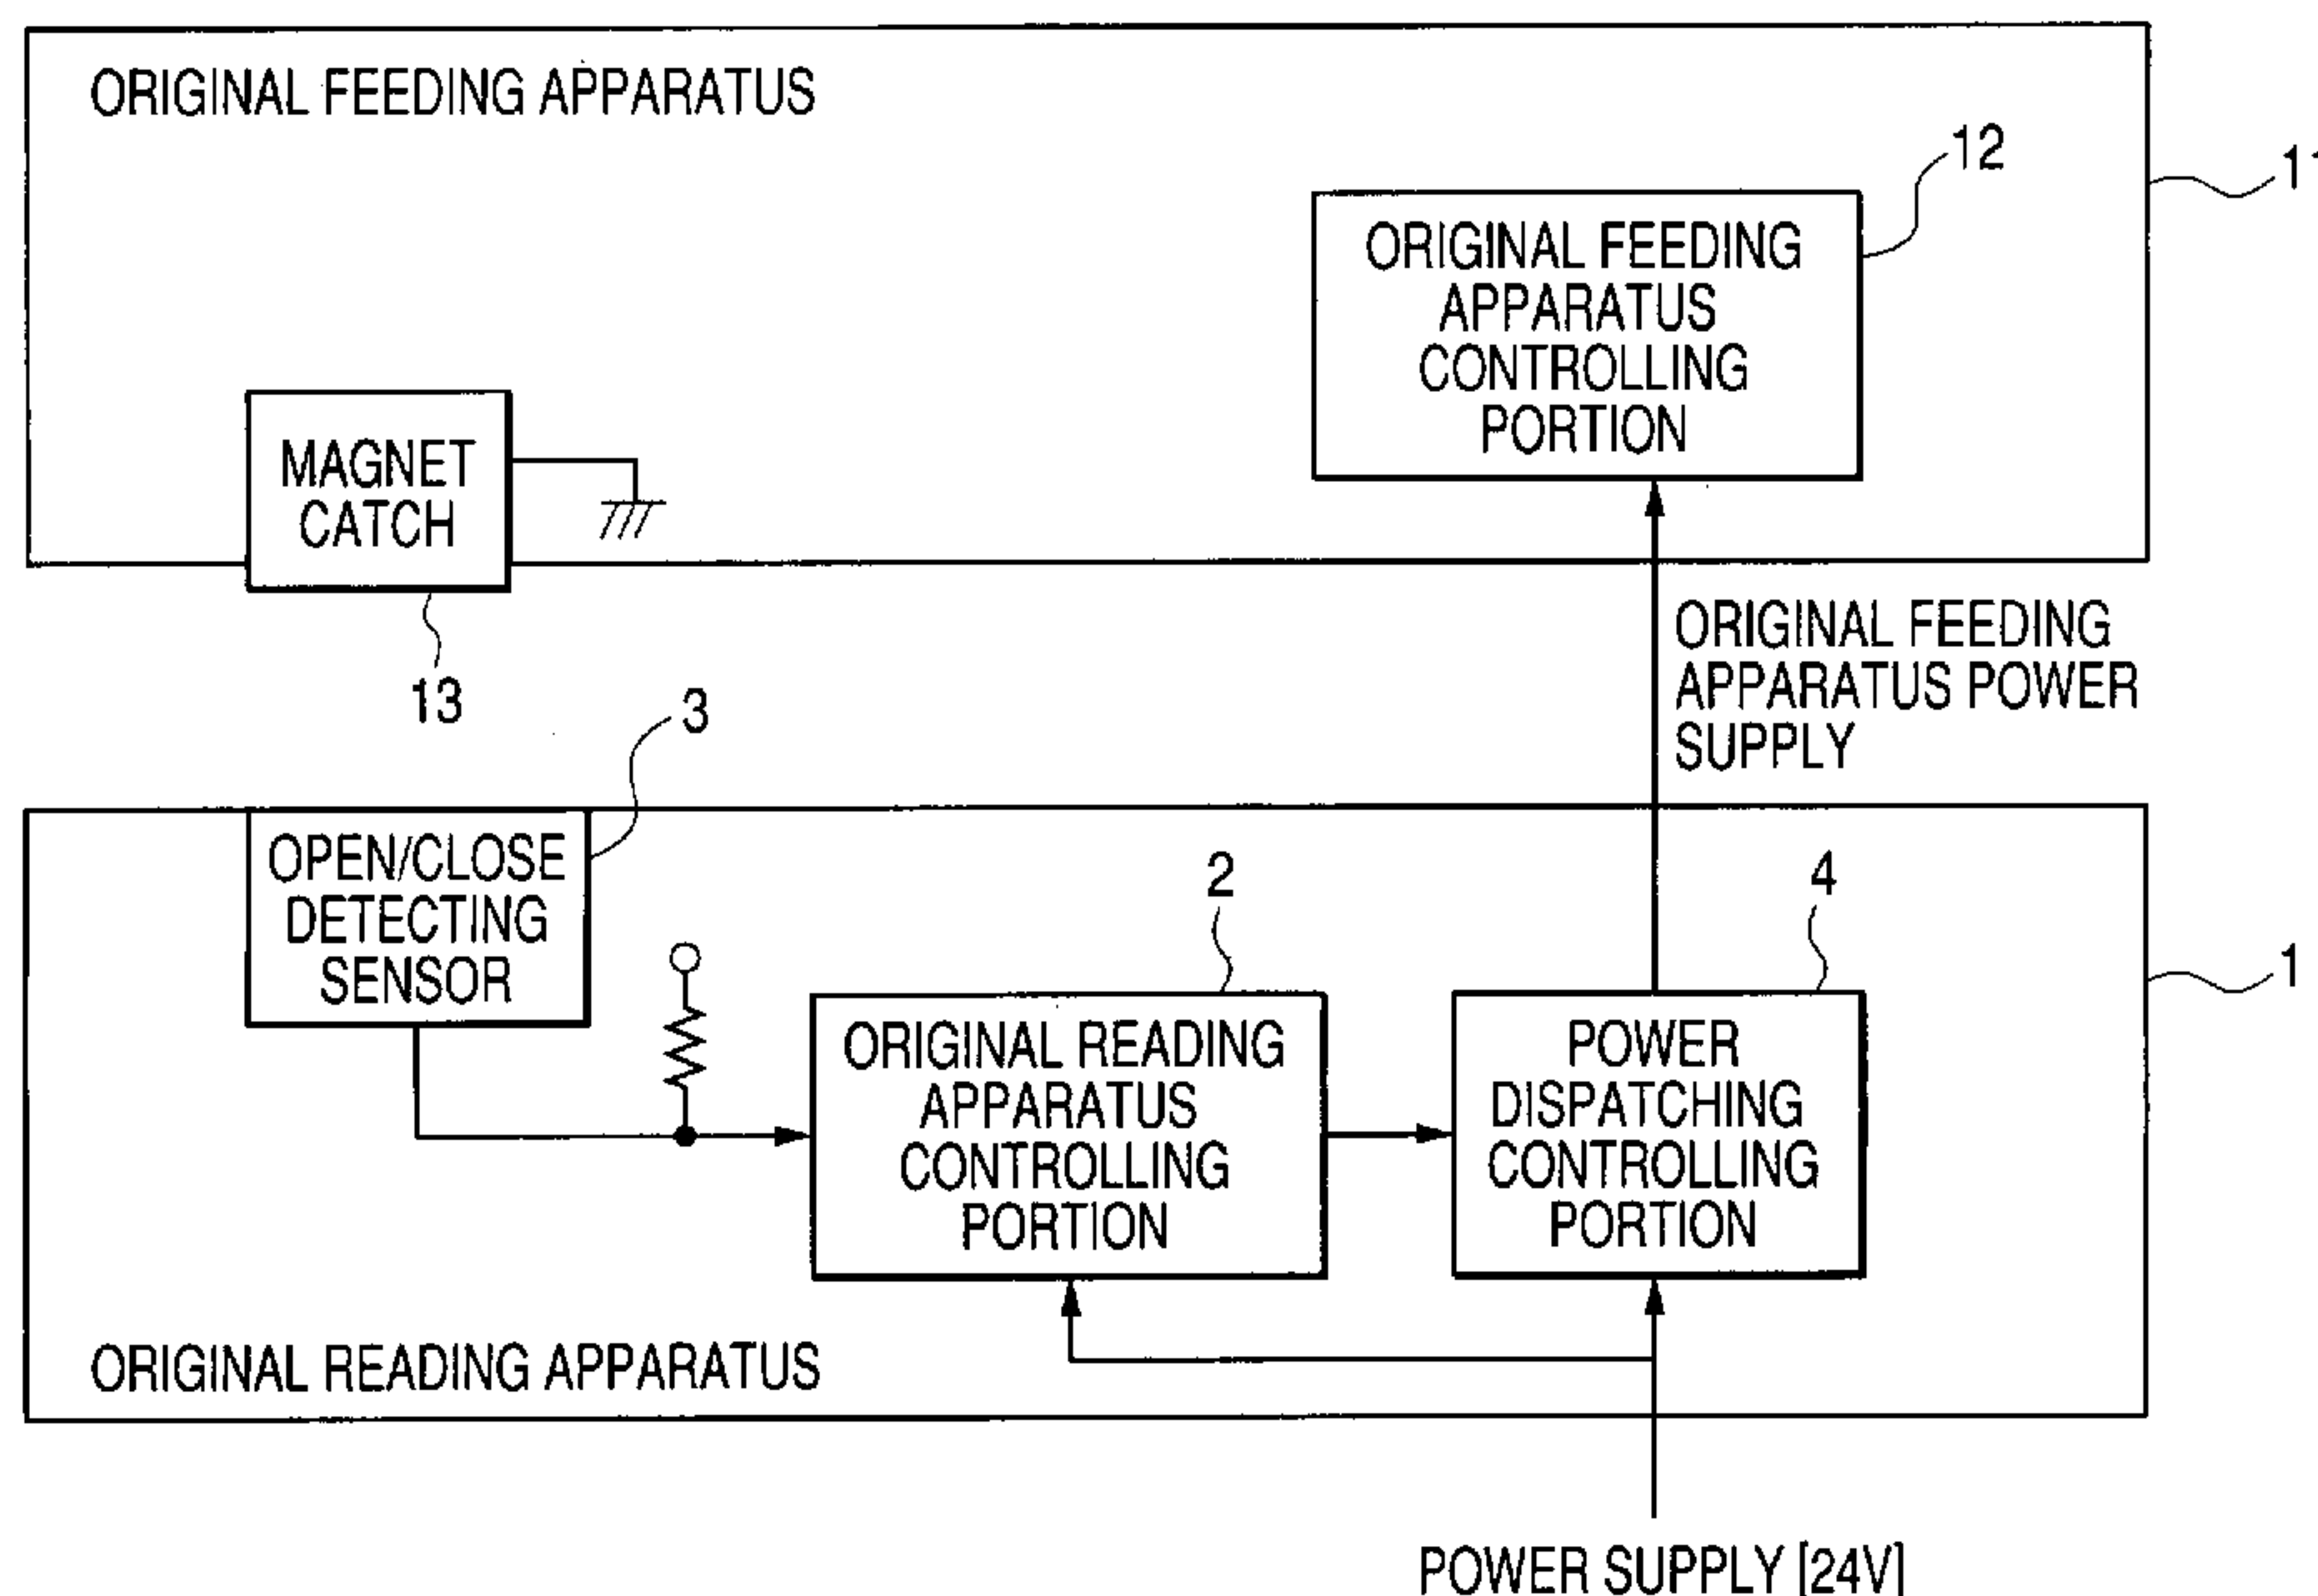 ORIGINAL FEEDING APPARATUS
12
11
ORIGINAL FEEDING
APPARATUS
CONTROLLING
PORTION
MAGNET
CATCH
13
ORIGINAL FEEDING
APPARATUS POWER
SUPPLY
3
OPEN/CLOSE
DETECTING
SENSOR
2
4
1
ORIGINAL READING
APPARATUS
CONTROLLING
PORTION
POWER
DISPATCHING
CONTROLLING
PORTION
ORIGINAL READING APPARATUS
POWER SUPPLY [24V]